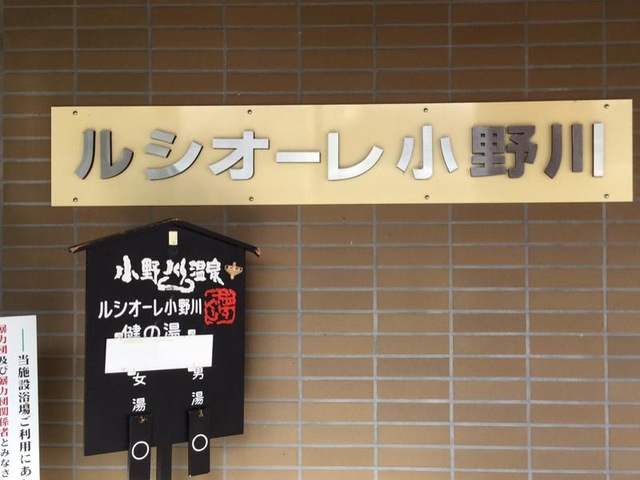 ルシオーレ小野川
小野川温泉
ルシオーレ小野川
健の湯
女湯
男湯
○
○
当施設浴場ご利用にあ
暴力団及び暴力団関係者とみなさ